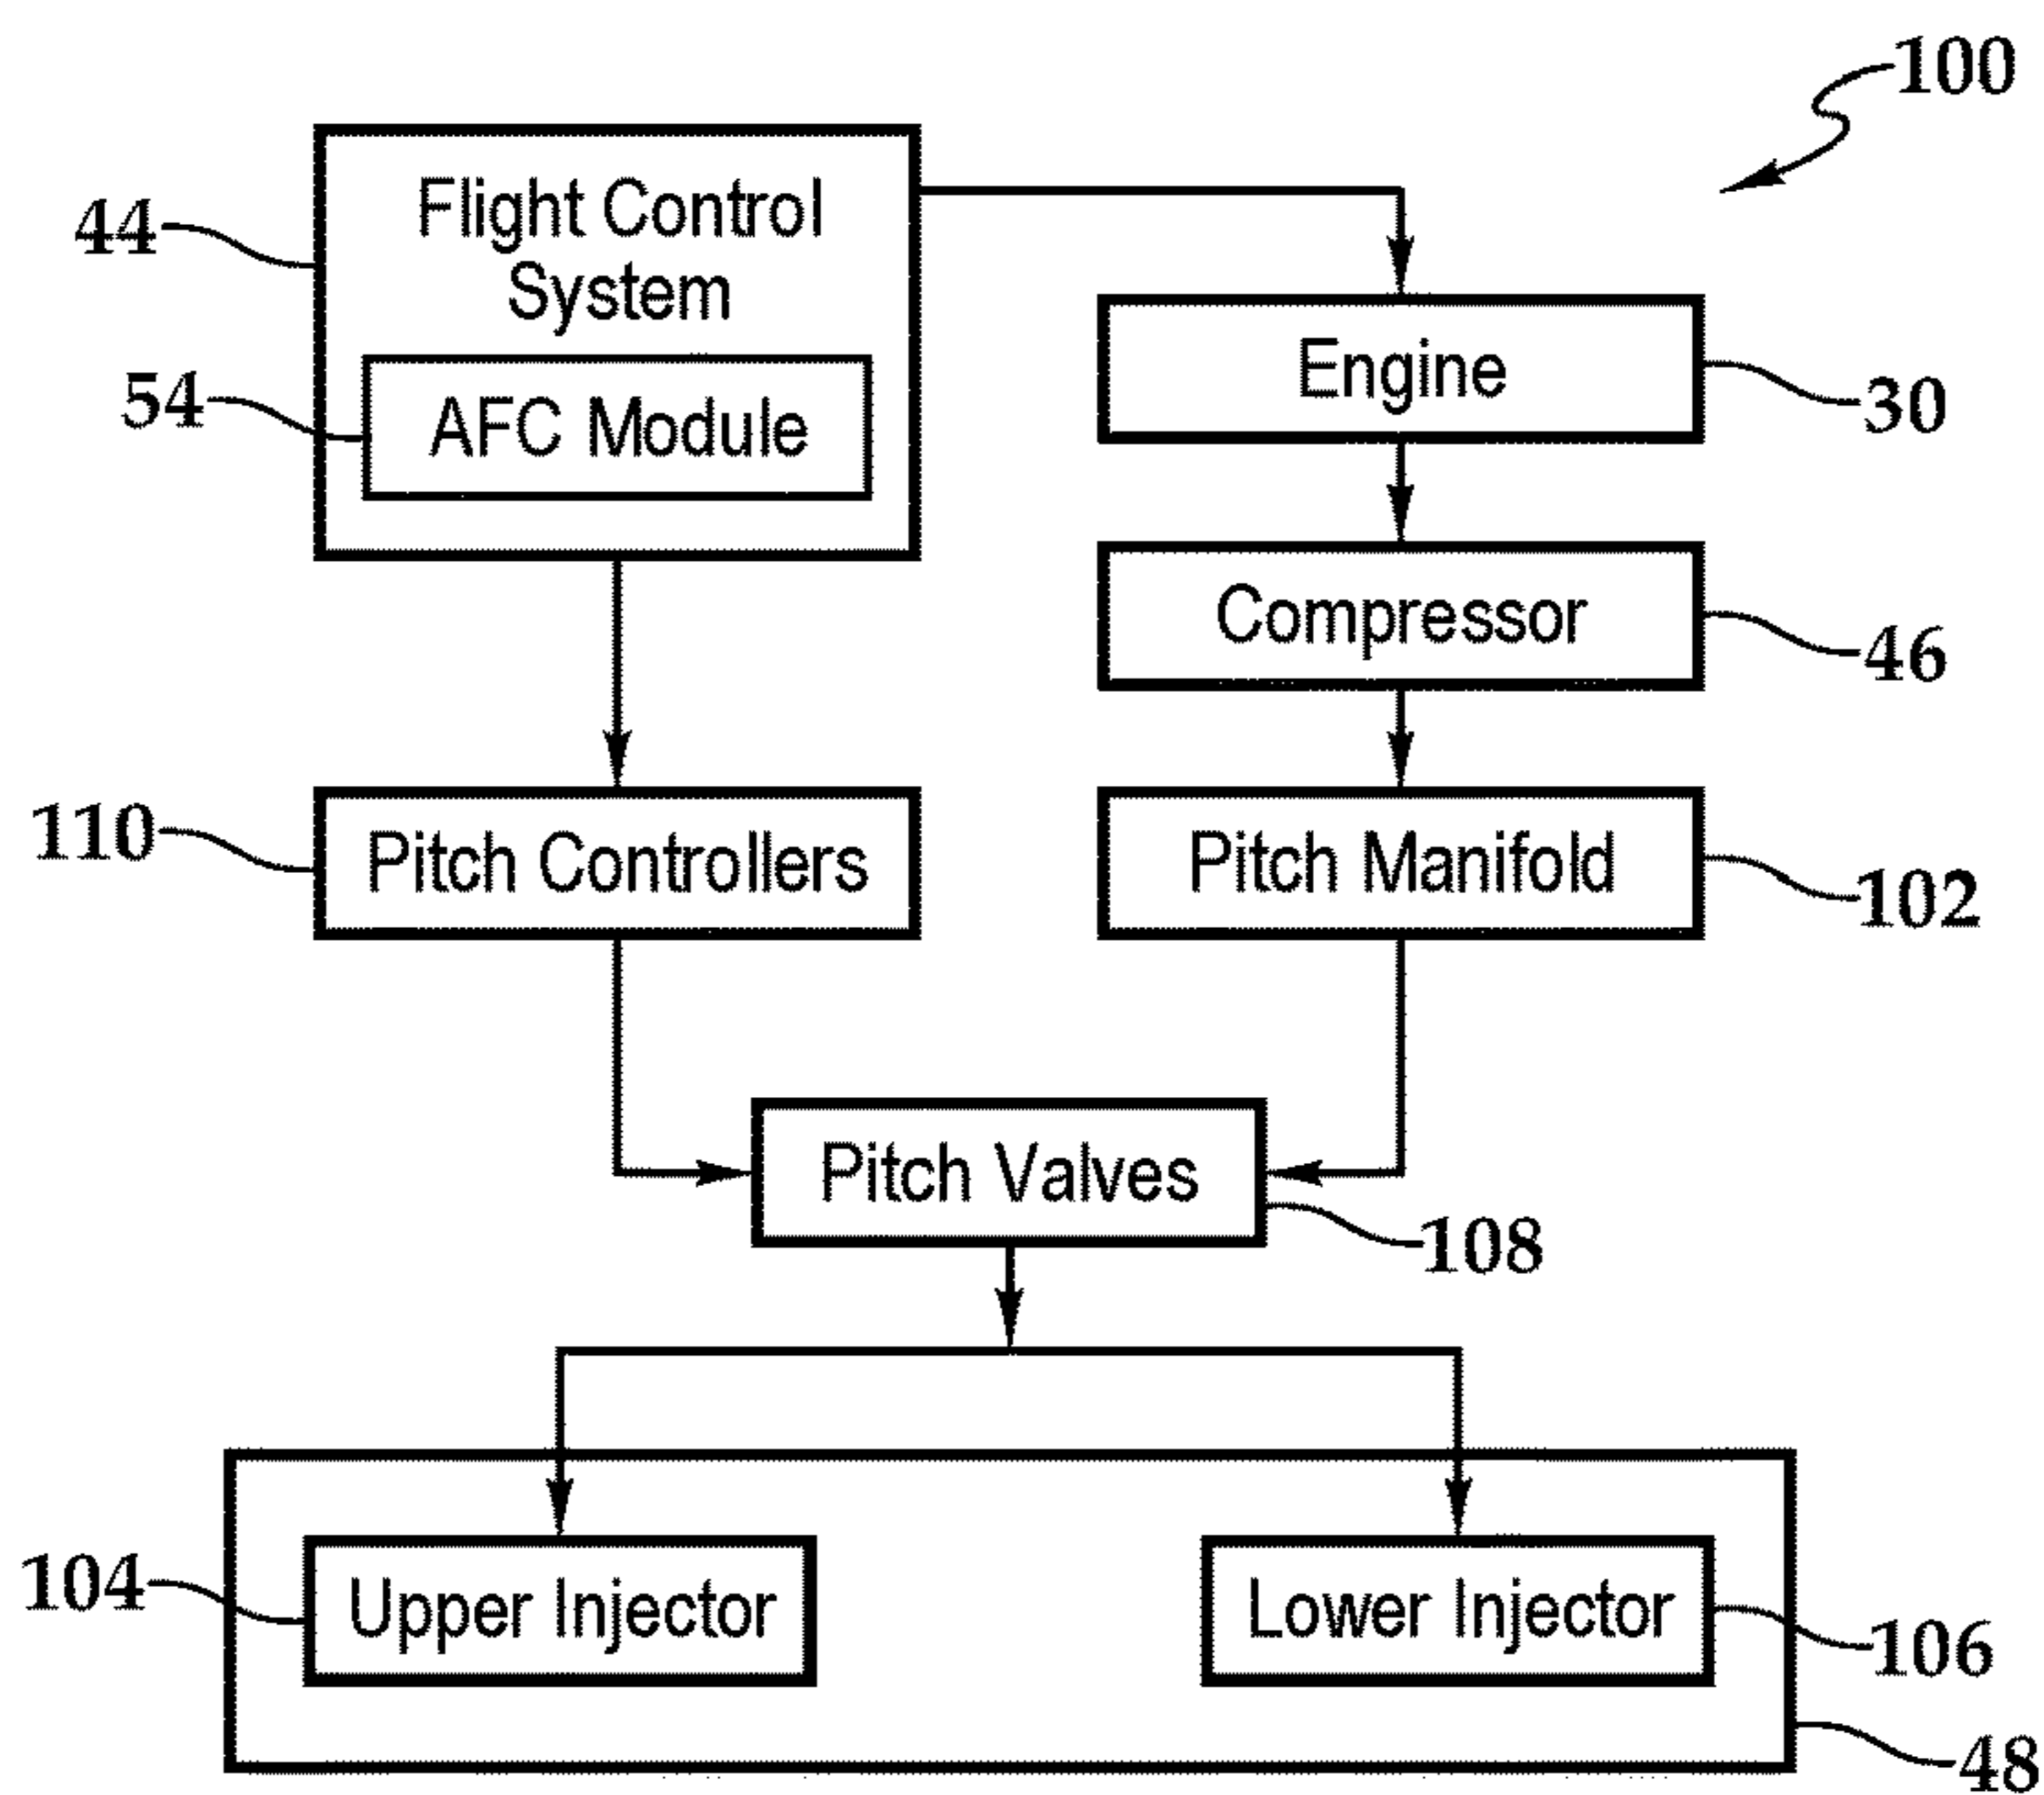 100
Flight Control
System
44
AFC Module
54
Engine
30
Compressor
46
Pitch Controllers
110
Pitch Manifold
102
Pitch Valves
108
Upper Injector
104
Lower Injector
106
48